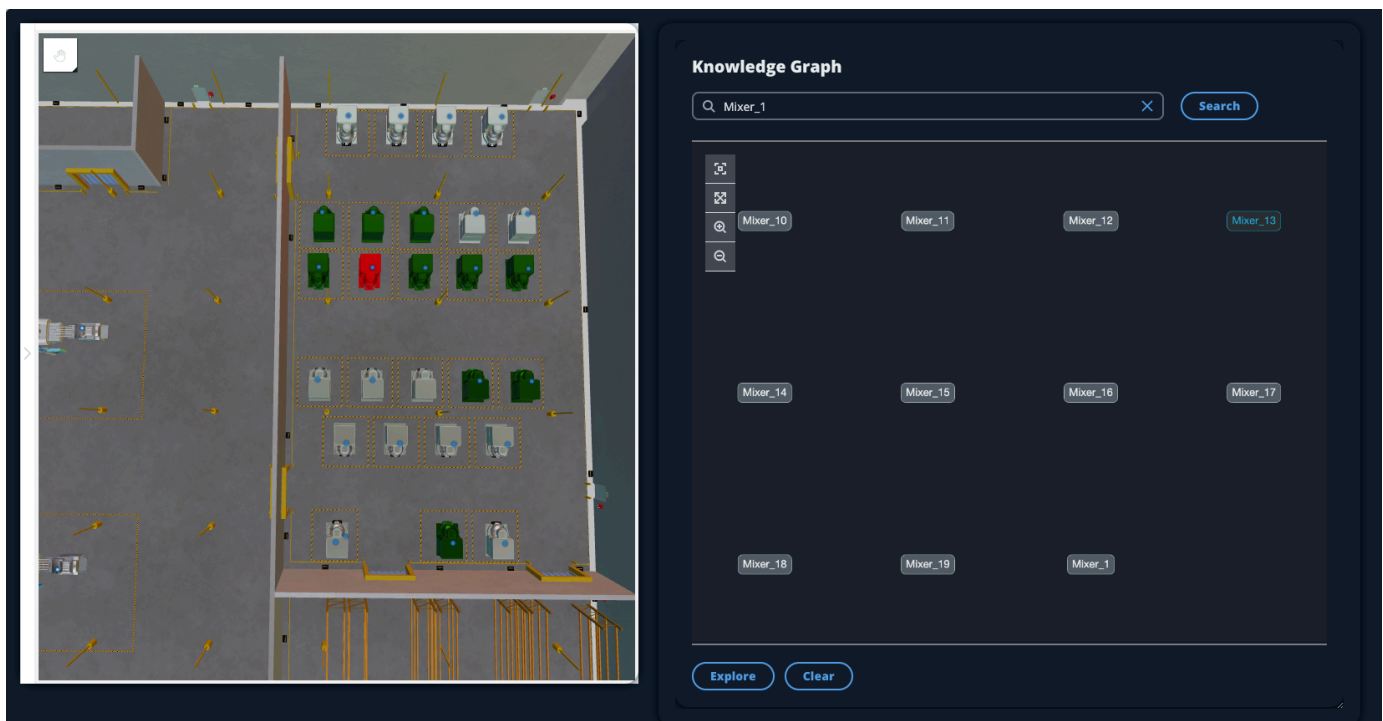 Knowledge Graph
Mixer_1
Search
Mixer_10
Mixer_11
Mixer_12
Mixer_13
Mixer_14
Mixer_15
Mixer_16
Mixer_17
Mixer_18
Mixer_19
Mixer_1
Explore
Clear